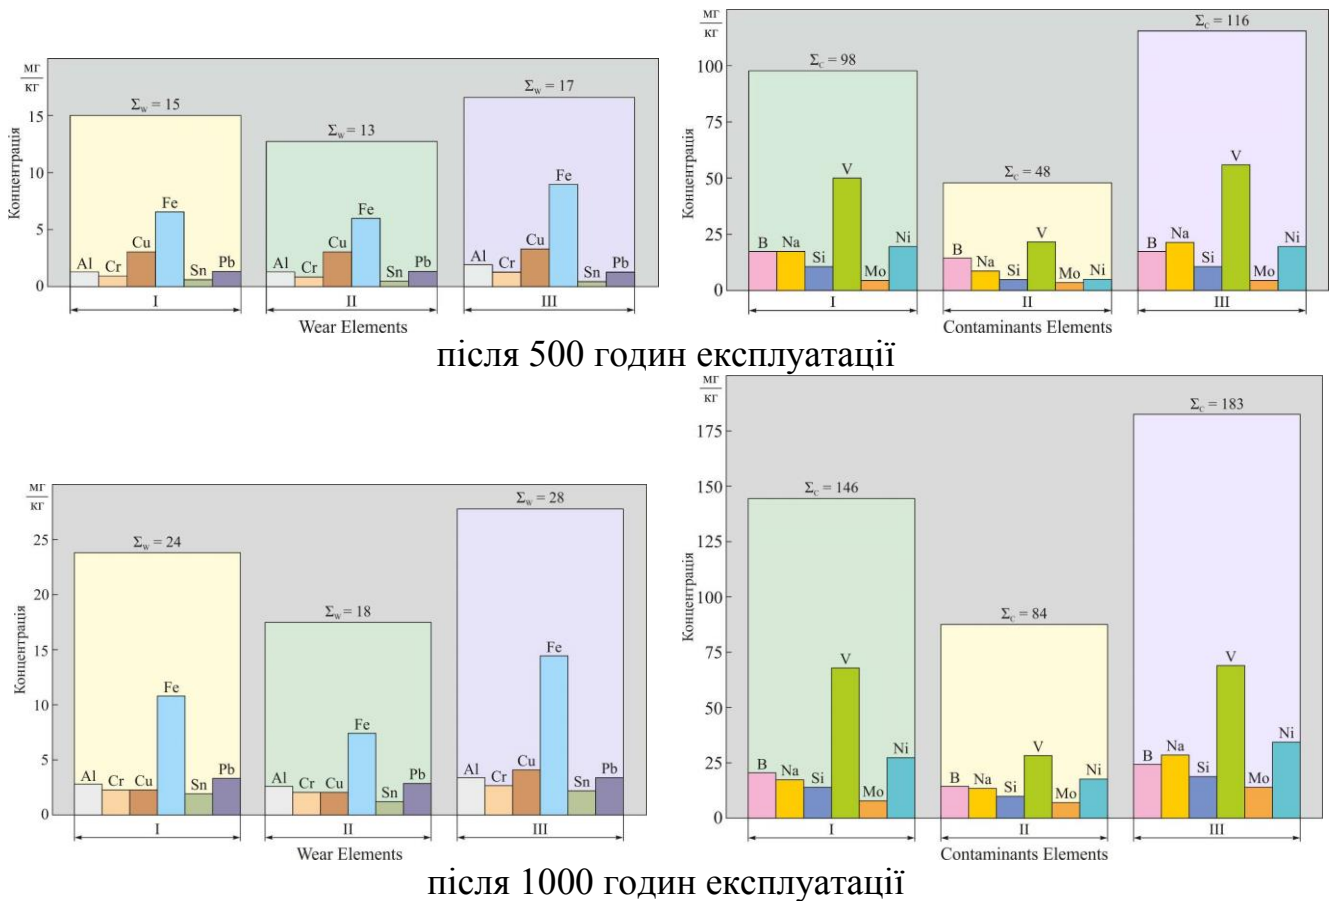 мг
кг
Концентрація
15
10
5
0
Σw = 15
Σw = 13
Σw = 17
Al Cr Cu Fe Sn Pb
Al Cr Cu Fe Sn Pb
Al Cr Cu Fe Sn Pb
I II III
Wear Elements
мг
кг
Концентрація
100
75
50
25
0
Σc = 98
Σc = 48
Σc = 116
B Na Si V Mo Ni
B Na Si V Mo Ni
B Na Si V Mo Ni
I II III
Contaminants Elements
після 500 годин експлуатації
мг
кг
Концентрація
25
20
15
10
5
0
Σw = 24
Σw = 18
Σw = 28
Al Cr Cu Fe Sn Pb
Al Cr Cu Fe Sn Pb
Al Cr Cu Fe Sn Pb
I II III
Wear Elements
мг
кг
Концентрація
175
150
125
100
75
50
25
0
Σc = 146
Σc = 84
Σc = 183
B Na Si V Mo Ni
B Na Si V Mo Ni
B Na Si V Mo Ni
I II III
Contaminants Elements
після 1000 годин експлуатації